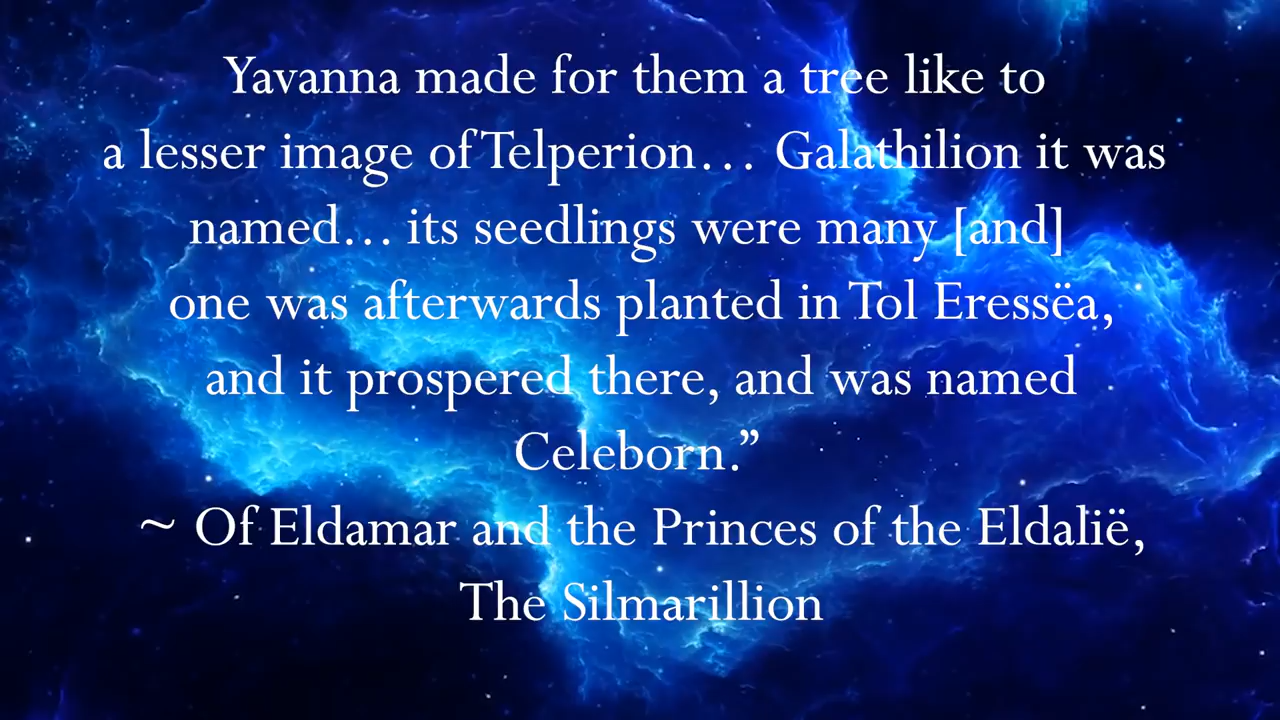 Yavanna made for them a tree like to
a lesser image of Telperion… Galathilion it was
named… its seedlings were many [and]
one was afterwards planted in Tol Eressëa,
and it prospered there, and was named
Celeborn.”
~ Of Eldamar and the Princes of the Eldalië,
The Silmarillion